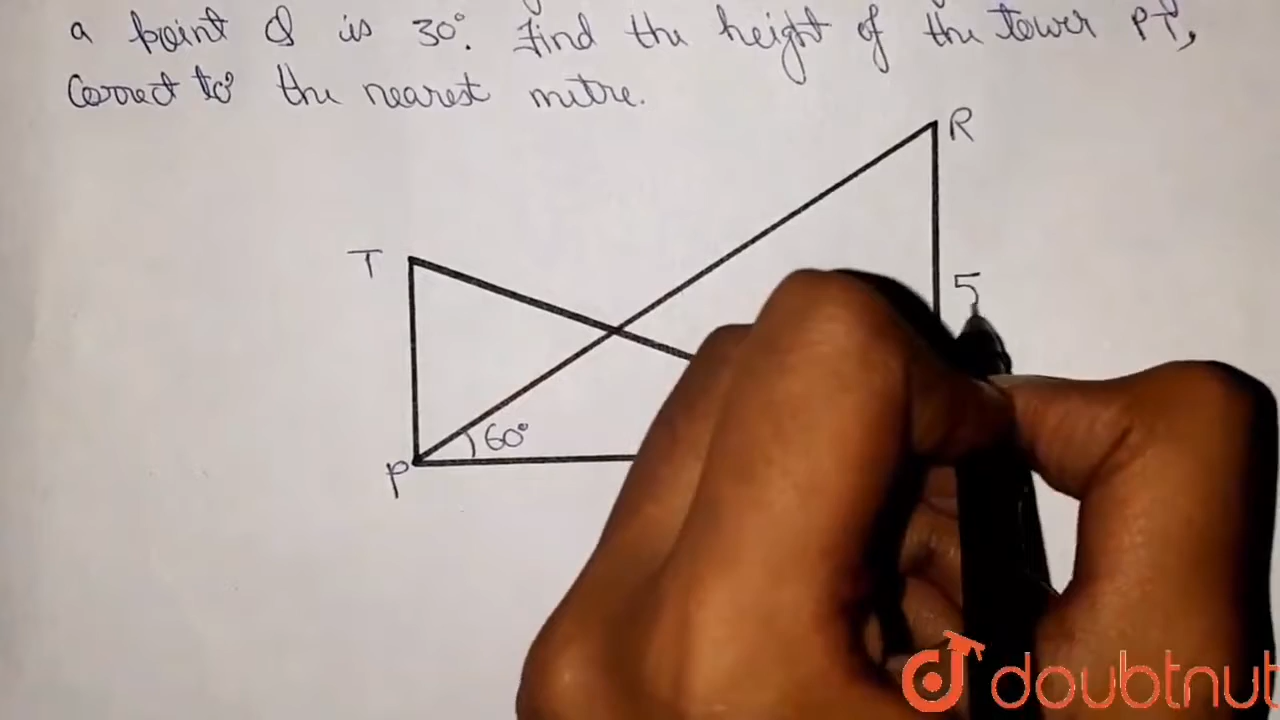 a point Q is 30°. Find the height of the tower PT,
Correct to the nearest metre.
R
T
5
60°
P
doubtnut